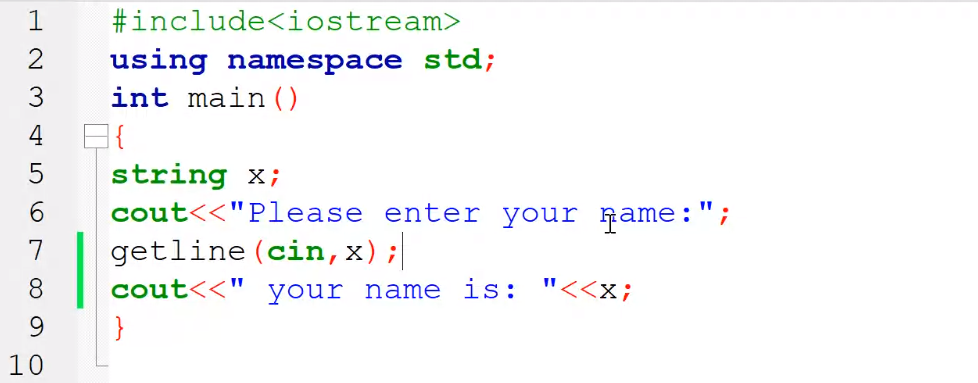 1 #include<iostream>
2 using namespace std;
3 int main()
4 {
5 string x;
6 cout<<"Please enter your name:";
7 getline(cin,x);
8 cout<<" your name is: "<<x;
9 }
10